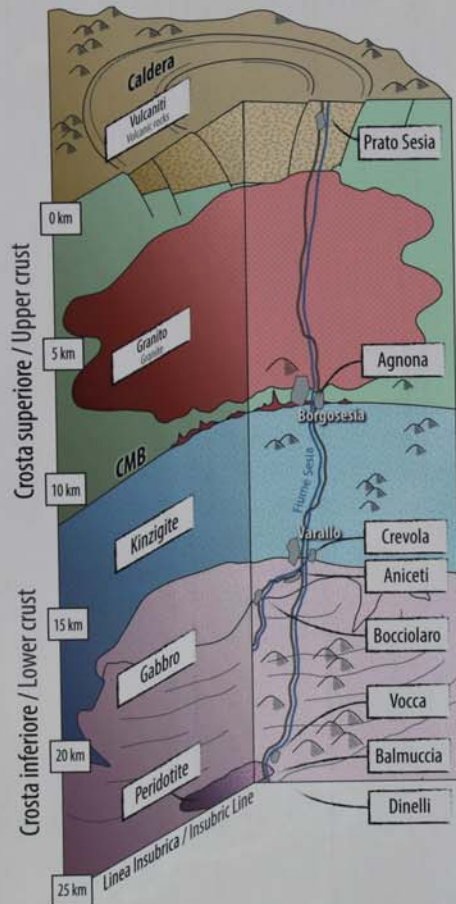 Caldera
Vulcaniti
Volcanic rocks
Prato Sesia
0 km
Crosta superiore / Upper crust
Granito
Granite
5 km
Agnona
Borgosesia
CMB
10 km
Fiume Sesia
Kinzigite
Varallo
Crevola
Aniceti
15 km
Bocciolaro
Crosta inferiore / Lower crust
Gabbro
Vocca
20 km
Balmuccia
Peridotite
Dinelli
Linea Insubrica / Insubric Line
25 km